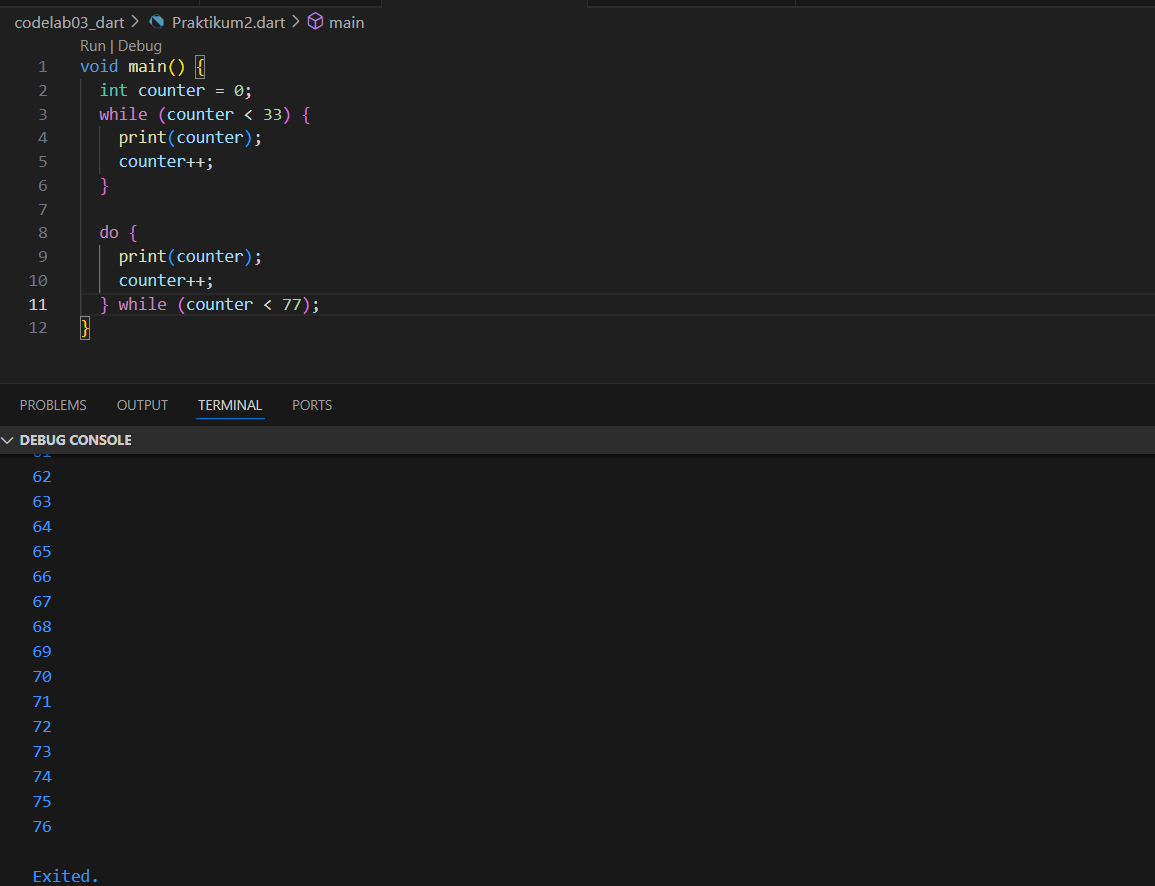 codelab03_dart > Praktikum2.dart > main
Run | Debug
1 void main() {
2 int counter = 0;
3 while (counter < 33) {
4 print(counter);
5 counter++;
6 }
7
8 do {
9 print(counter);
10 counter++;
11 } while (counter < 77);
12 }
PROBLEMS OUTPUT TERMINAL PORTS
DEBUG CONSOLE
62
63
64
65
66
67
68
69
70
71
72
73
74
75
76
Exited.